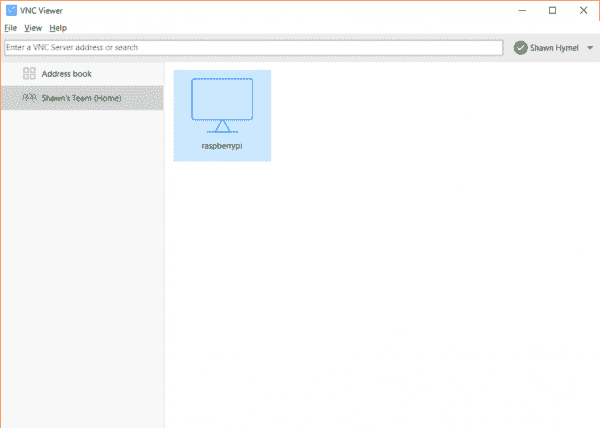 VNC Viewer
File View Help
Enter a VNC Server address or search
Shawn Hymel
Address book
Shawn's Team (Home)
raspberrypi